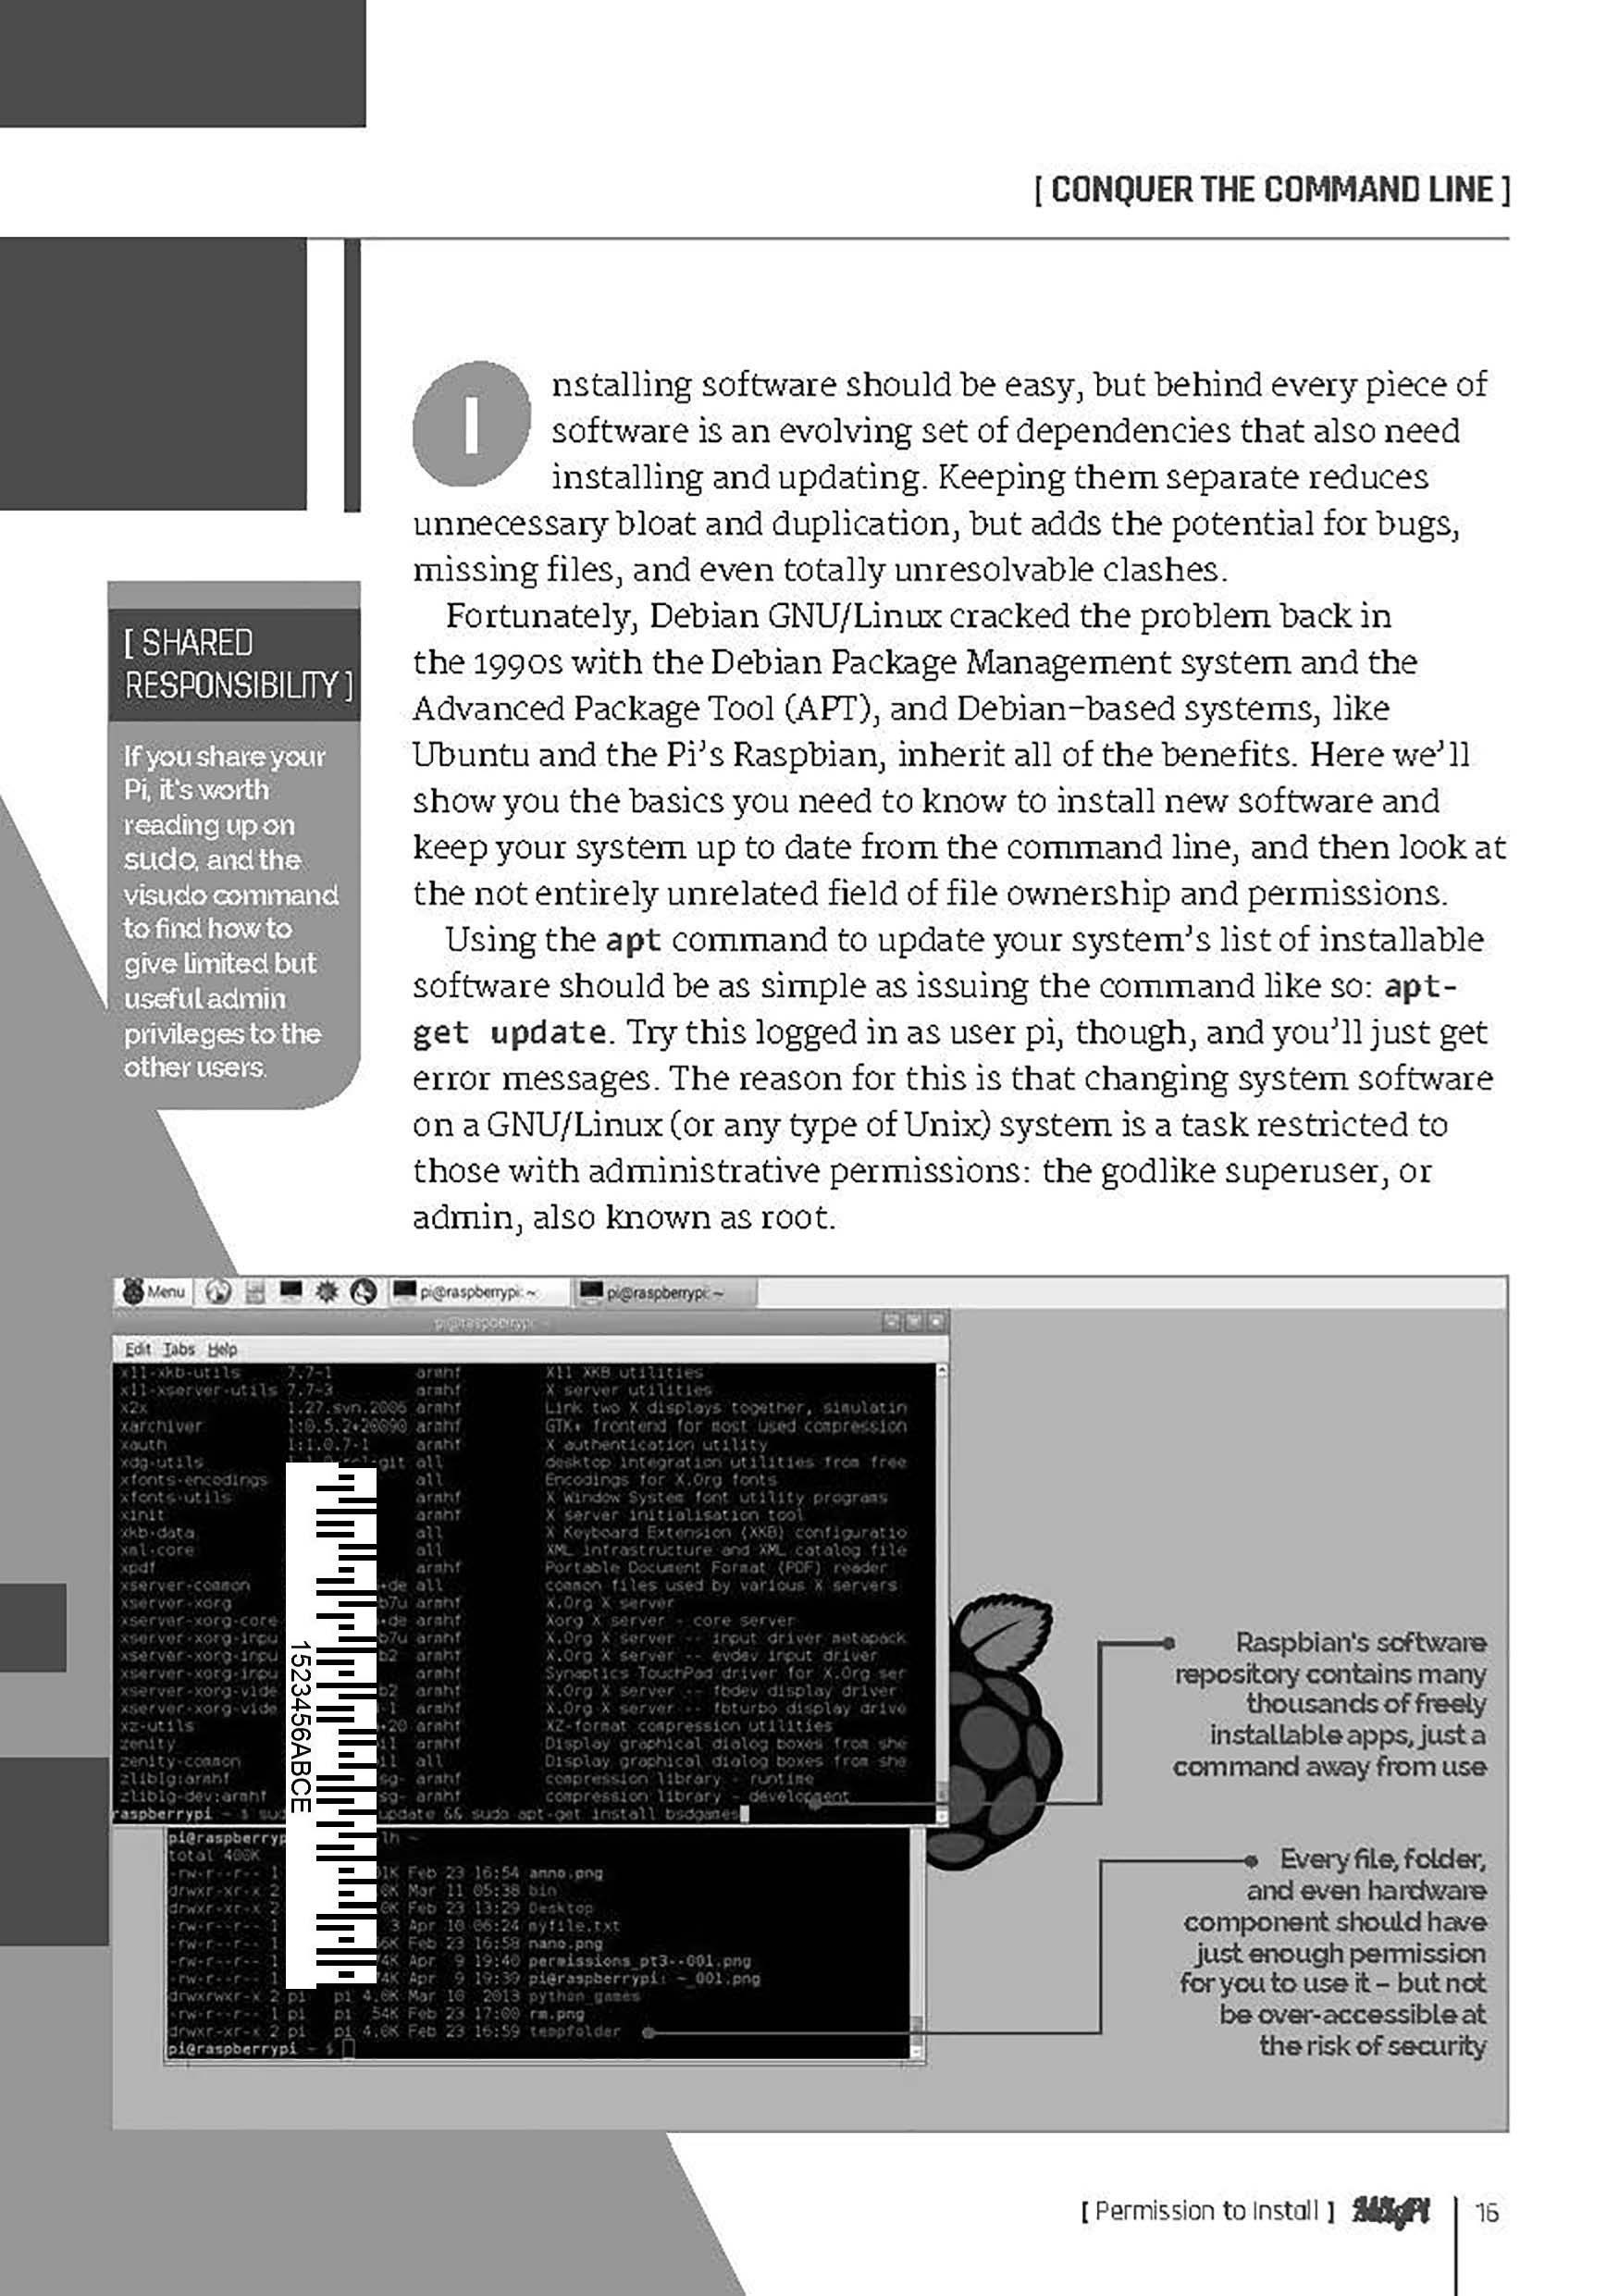 [ CONQUER THE COMMAND LINE ]
Installing software should be easy, but behind every piece of
software is an evolving set of dependencies that also need
installing and updating. Keeping them separate reduces
unnecessary bloat and duplication, but adds the potential for bugs,
missing files, and even totally unresolvable clashes.
Fortunately, Debian GNU/Linux cracked the problem back in
the 1990s with the Debian Package Management system and the
Advanced Package Tool (APT), and Debian-based systems, like
Ubuntu and the Pi's Raspbian, inherit all of the benefits. Here we'll
show you the basics you need to know to install new software and
keep your system up to date from the command line, and then look at
the not entirely unrelated field of file ownership and permissions.
Using the apt command to update your system's list of installable
software should be as simple as issuing the command like so: apt-
get update. Try this logged in as user pi, though, and you'll just get
error messages. The reason for this is that changing system software
on a GNU/Linux (or any type of Unix) system is a task restricted to
those with administrative permissions: the godlike superuser, or
admin, also known as root.
[ SHARED
RESPONSIBILITY ]
If you share your
Pi, it's worth
reading up on
sudo, and the
visudo command
to find how to
give limited but
useful admin
privileges to the
other users.
Menu pi@raspberrypi: ~ pi@raspberrypi: ~
pi@raspberrypi: ~
Edit Tabs Help
x11-xkb-utils 7.7-1 armhf X11 XKB utilities
x11-xserver-utils 7.7-3 armhf X server utilities
x2x 1.27.svn.2006 armhf Link two X displays together, simulatin
xarchiver 1:0.5.2+20090 armhf GTK+ frontend for most used compression
xauth 1:1.0.7-1 armhf X authentication utility
xdg-utils git all desktop integration utilities from free
xfonts-encodings all Encodings for X.Org fonts
xfonts-utils armhf X Window System font utility programs
xinit armhf X server initialisation tool
xkb-data all X Keyboard Extension (XKB) configuratio
xml-core all XML infrastructure and XML catalog file
xpdf armhf Portable Document Format (PDF) reader
xserver-common +de all common files used by various X servers
xserver-xorg b7u armhf X.Org X server
xserver-xorg-core +de armhf Xorg X server - core server
xserver-xorg-inpu b7u armhf X.Org X server -- input driver metapack
xserver-xorg-inpu b2 armhf X.Org X server -- evdev input driver
xserver-xorg-inpu armhf Synaptics TouchPad driver for X.Org ser
xserver-xorg-vide b2 armhf X.Org X server -- fbdev display driver
xserver-xorg-vide -1 armhf X.Org X server -- fbturbo display drive
xz-utils +20 armhf XZ-format compression utilities
zenity armhf Display graphical dialog boxes from she
zenity-common all Display graphical dialog boxes from she
zlib1g:armhf sg- armhf compression library - runtime
zlib1g-dev:armhf sg- armhf compression library - development
raspberrypi ~ $ sud update && sudo apt-get install bsdgames
1523456ABCE
pi@raspberryp lh ~
total 400K
-rw-r--r-- 1 01K Feb 23 16:54 anno.png
drwxr-xr-x 2 0K Mar 11 05:38 bin
drwxr-xr-x 2 0K Feb 23 13:29 Desktop
-rw-r--r-- 1 3 Apr 10 06:24 myfile.txt
-rw-r--r-- 1 56K Feb 23 16:58 nano.png
-rw-r--r-- 1 74K Apr 9 19:40 permissions_pt3--001.png
-rw-r--r-- 1 74K Apr 9 19:39 pi@raspberrypi: ~_001.png
drwxrwxr-x 2 pi pi 4.0K Mar 10 2013 python_games
-rw-r--r-- 1 pi pi 54K Feb 23 17:00 rm.png
drwxr-xr-x 2 pi pi 4.0K Feb 23 16:59 tempfolder
pi@raspberrypi ~ $
Raspbian's software
repository contains many
thousands of freely
installable apps, just a
command away from use
Every file, folder,
and even hardware
component should have
just enough permission
for you to use it – but not
be over-accessible at
the risk of security
[ Permission to Install ] 16